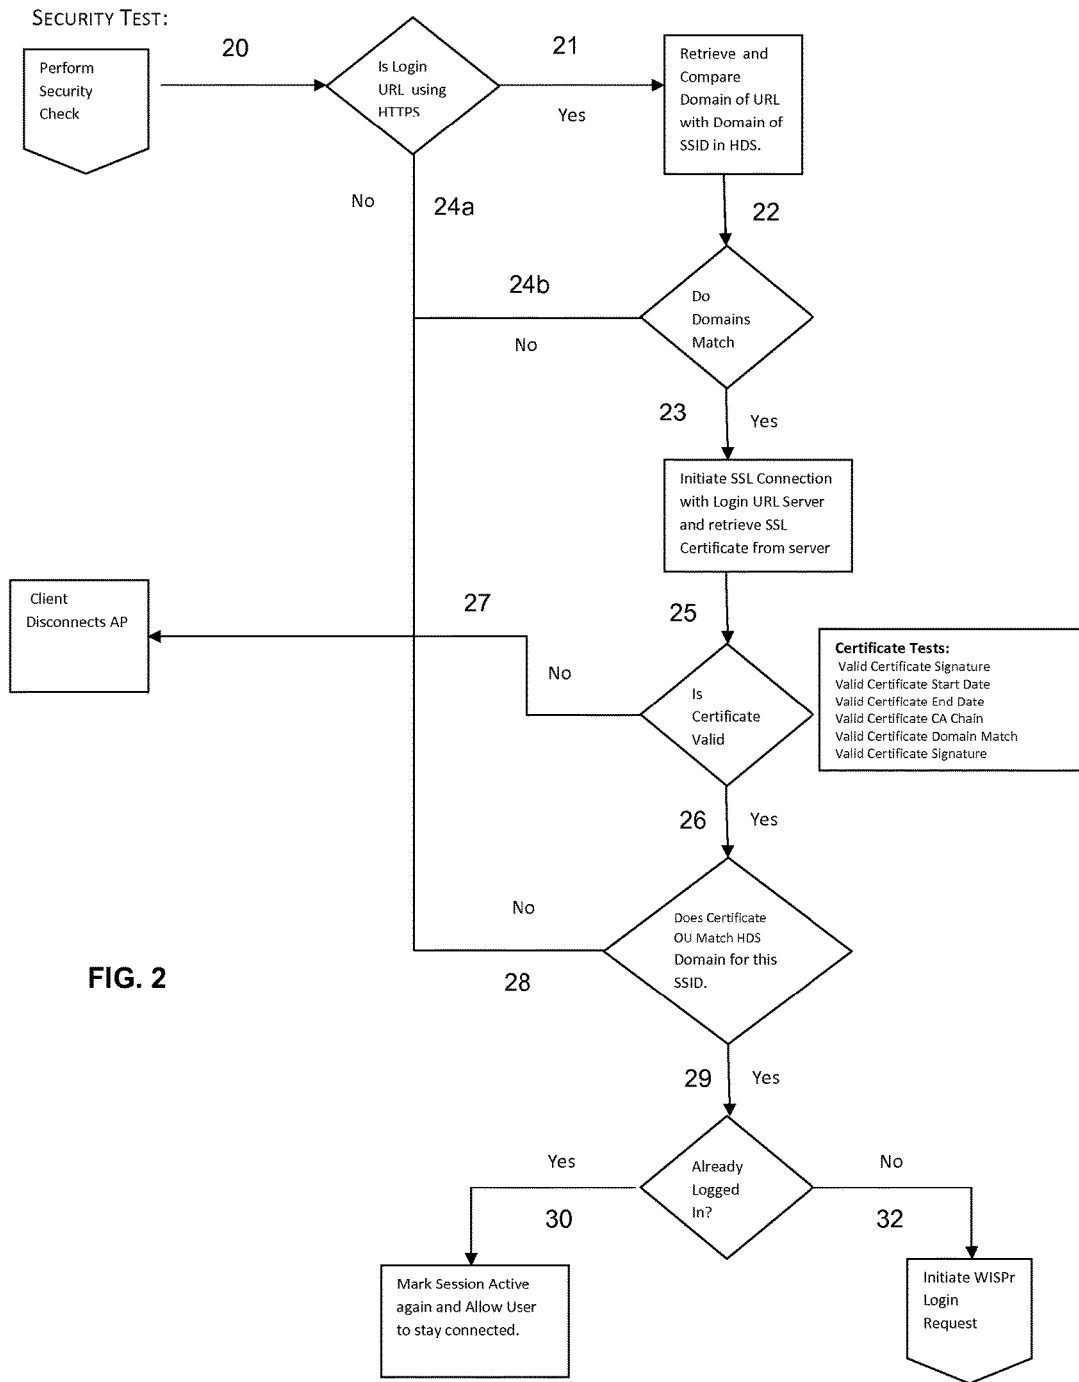 SECURITY TEST:
Perform
Security
Check
20
Is Login
URL using
HTTPS
21
Yes
Retrieve and
Compare
Domain of URL
with Domain of
SSID in HDS.
No
24a
22
24b
No
Do
Domains
Match
23
Yes
Initiate SSL Connection
with Login URL Server
and retrieve SSL
Certificate from server
Client
Disconnects AP
27
25
No
Is
Certificate
Valid
Certificate Tests:
Valid Certificate Signature
Valid Certificate Start Date
Valid Certificate End Date
Valid Certificate CA Chain
Valid Certificate Domain Match
Valid Certificate Signature
26
Yes
No
28
Does Certificate
OU Match HDS
Domain for this
SSID.
FIG. 2
29
Yes
Yes
30
Already
Logged
In?
No
32
Mark Session Active
again and Allow User
to stay connected.
Initiate WISPr
Login
Request